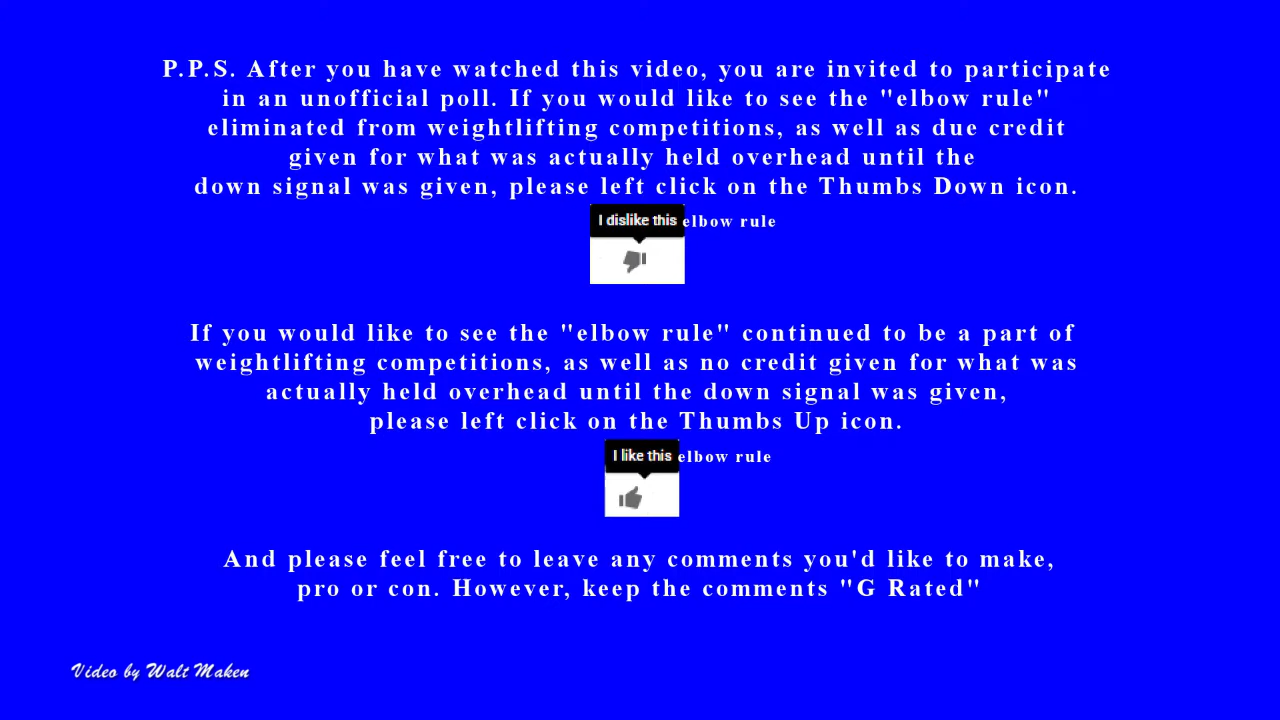 P.P.S. After you have watched this video, you are invited to participate
in an unofficial poll. If you would like to see the "elbow rule"
eliminated from weightlifting competitions, as well as due credit
given for what was actually held overhead until the
down signal was given, please left click on the Thumbs Down icon.
I dislike this elbow rule
If you would like to see the "elbow rule" continued to be a part of
weightlifting competitions, as well as no credit given for what was
actually held overhead until the down signal was given,
please left click on the Thumbs Up icon.
I like this elbow rule
And please feel free to leave any comments you'd like to make,
pro or con. However, keep the comments "G Rated"
Video by Walt Maken